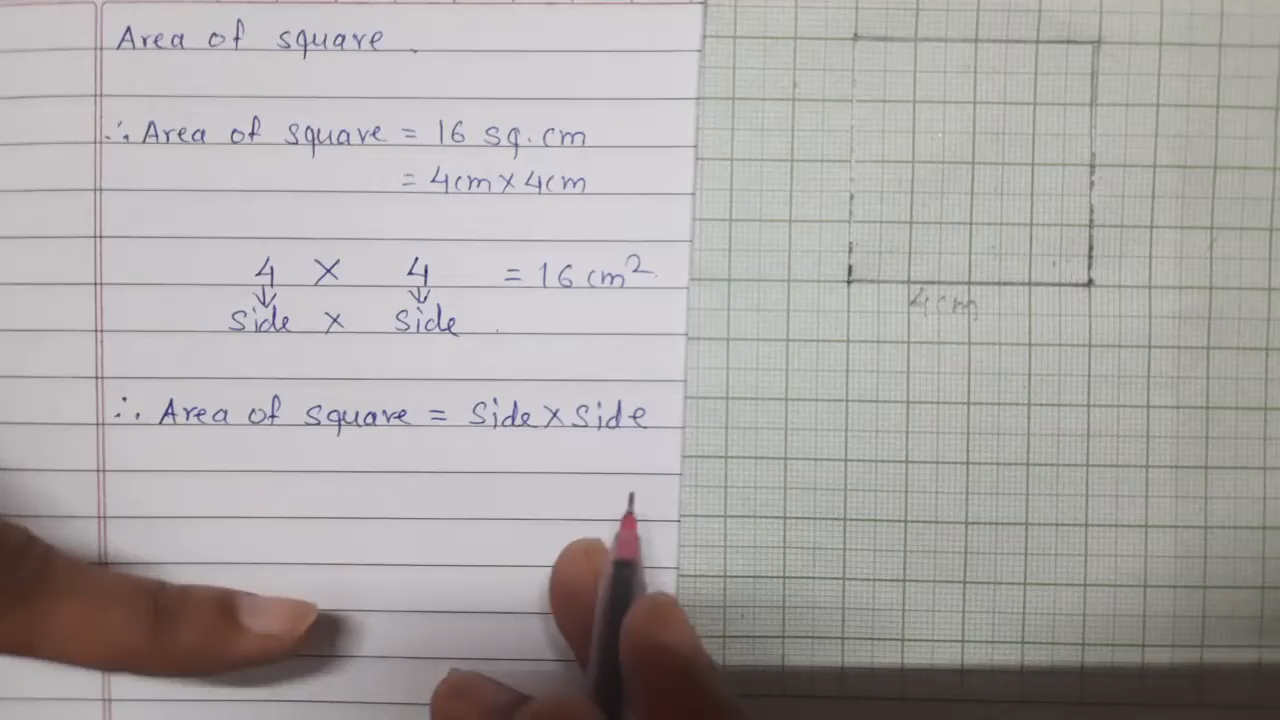 Area of square
∴ Area of square = 16 sq. cm
= 4cm × 4cm
4 × 4 = 16 cm²
↓ ↓
Side × Side
∴ Area of square = Side × Side
4cm